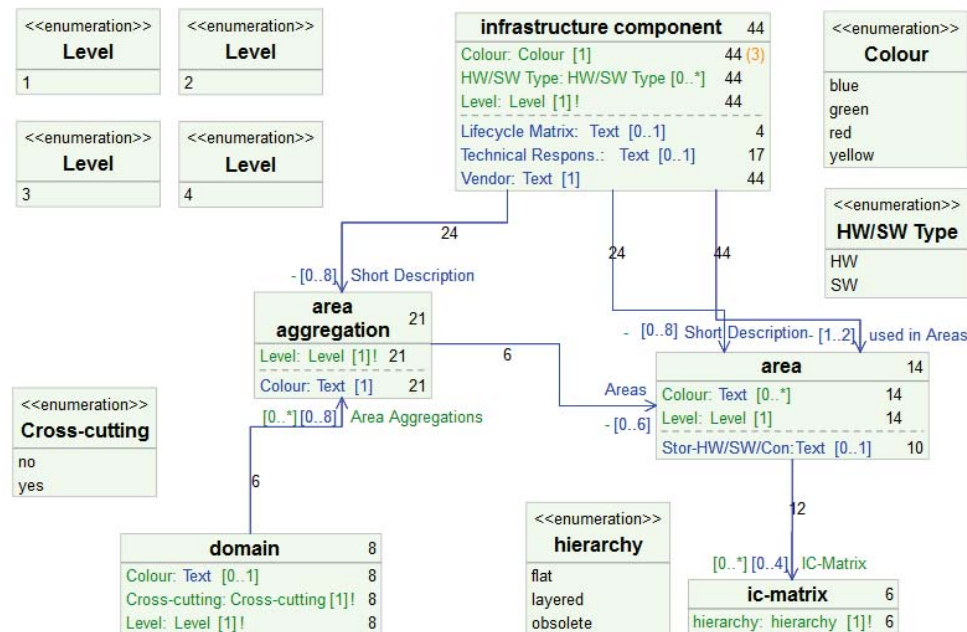 <<enumeration>>
Level
1
<<enumeration>>
Level
2
<<enumeration>>
Level
3
<<enumeration>>
Level
4
infrastructure component 44
Colour: Colour [1] 44 (3)
HW/SW Type: HW/SW Type [0..*] 44
Level: Level [1]! 44
Lifecycle Matrix: Text [0..1] 4
Technical Respons.: Text [0..1] 17
Vendor: Text [1] 44
<<enumeration>>
Colour
blue
green
red
yellow
<<enumeration>>
HW/SW Type
HW
SW
24
24
44
- [0..8] Short Description
- [0..8] Short Description
- [1..2] used in Areas
area
aggregation 21
Level: Level [1]! 21
Colour: Text [1] 21
6
Areas
- [0..6]
area 14
Colour: Text [0..*] 14
Level: Level [1] 14
Stor-HW/SW/Con:Text [0..1] 10
<<enumeration>>
Cross-cutting
no
yes
[0..*] [0..8] Area Aggregations
6
12
domain 8
Colour: Text [0..1] 8
Cross-cutting: Cross-cutting [1]! 8
Level: Level [1]! 8
<<enumeration>>
hierarchy
flat
layered
obsolete
[0..*] [0..4] IC-Matrix
ic-matrix 6
hierarchy: hierarchy [1]! 6